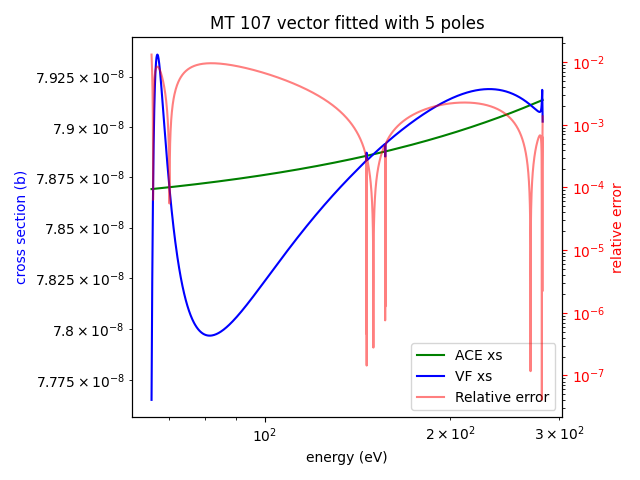 MT 107 vector fitted with 5 poles
cross section (b)
7.925 × 10⁻⁸
7.9 × 10⁻⁸
7.875 × 10⁻⁸
7.85 × 10⁻⁸
7.825 × 10⁻⁸
7.8 × 10⁻⁸
7.775 × 10⁻⁸
10⁻²
10⁻³
10⁻⁴
10⁻⁵
10⁻⁶
10⁻⁷
relative error
ACE xs
VF xs
Relative error
10² 2 × 10² 3 × 10²
energy (eV)